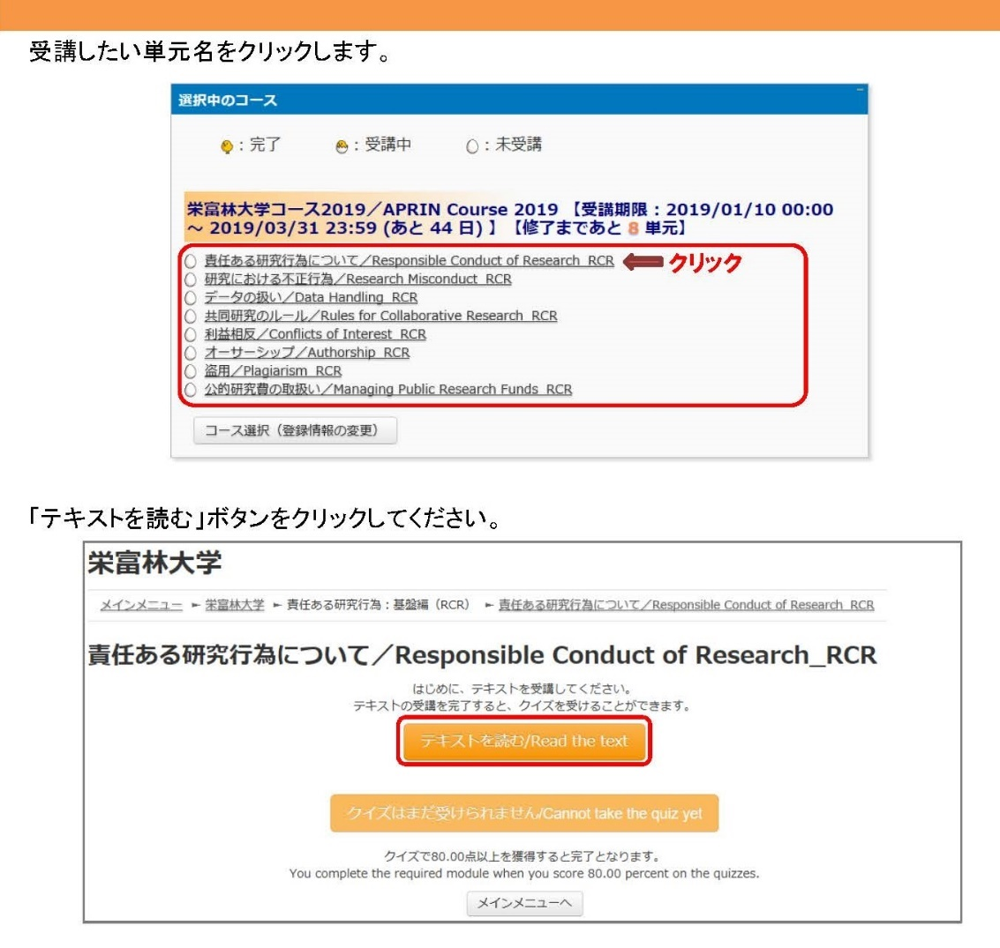 受講したい単元名をクリックします。
選択中のコース
：完了 ：受講中 ：未受講
栄富林大学コース2019／APRIN Course 2019 【受講期限：2019/01/10 00:00
～ 2019/03/31 23:59 (あと 44 日) 】【修了まであと 8 単元】
責任ある研究行為について／Responsible Conduct of Research_RCR クリック
研究における不正行為／Research Misconduct_RCR
データの扱い／Data Handling_RCR
共同研究のルール／Rules for Collaborative Research_RCR
利益相反／Conflicts of Interest_RCR
オーサーシップ／Authorship_RCR
盗用／Plagiarism_RCR
公的研究費の取扱い／Managing Public Research Funds_RCR
コース選択（登録情報の変更）
「テキストを読む」ボタンをクリックしてください。
栄富林大学
メインメニュー ► 栄富林大学 ► 責任ある研究行為：基盤編（RCR） ► 責任ある研究行為について／Responsible Conduct of Research_RCR
責任ある研究行為について／Responsible Conduct of Research_RCR
はじめに、テキストを受講してください。
テキストの受講を完了すると、クイズを受けることができます。
テキストを読む/Read the text
クイズはまだ受けられません/Cannot take the quiz yet
クイズで80.00点以上を獲得すると完了となります。
You complete the required module when you score 80.00 percent on the quizzes.
メインメニューへ